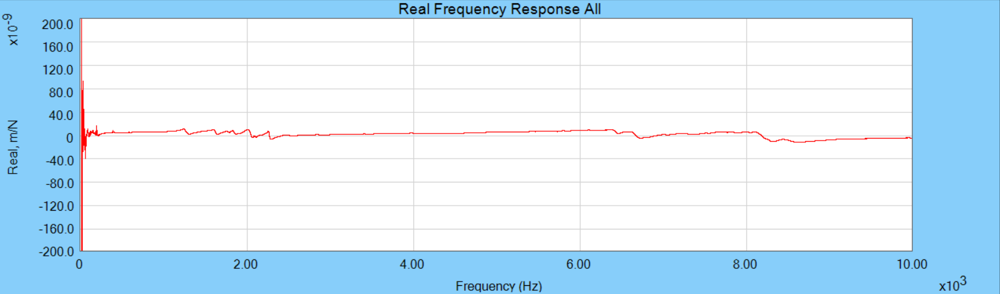 Real Frequency Response All
x10-9
200.0
160.0
120.0
80.0
40.0
0
-40.0
-80.0
-120.0
-160.0
-200.0
Real, m/N
0 2.00 4.00 6.00 8.00 10.00
Frequency (Hz)
x103